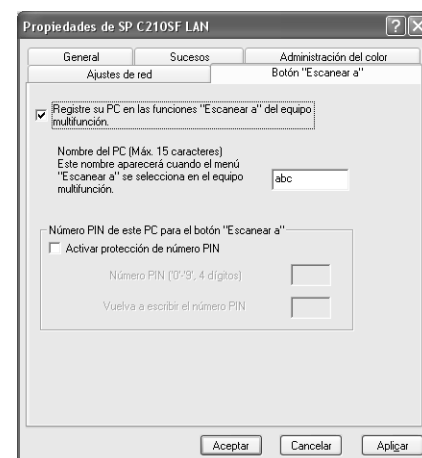 Propiedades de SP C210SF LAN
General
Sucesos
Administración del color
Ajustes de red
Botón "Escanear a"
Registre su PC en las funciones "Escanear a" del equipo
multifunción.
Nombre del PC (Máx. 15 caracteres)
Este nombre aparecerá cuando el menú
"Escanear a" se selecciona en el equipo
multifunción.
abc
Número PIN de este PC para el botón "Escanear a"
Activar protección de número PIN
Número PIN ('0'-'9', 4 dígitos)
Vuelva a escribir el número PIN
Aceptar
Cancelar
Aplicar